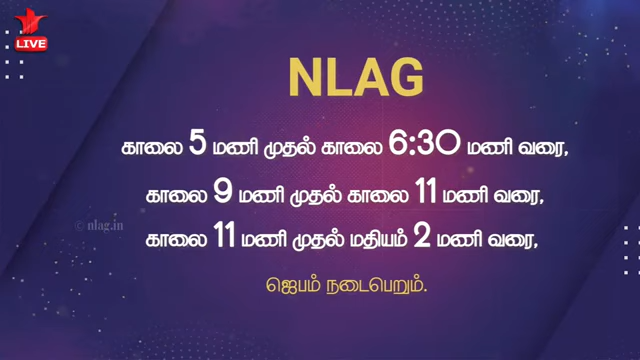 LIVE
NLAG
காலை 5 மணி முதல் காலை 6:30 மணி வரை,
காலை 9 மணி முதல் காலை 11 மணி வரை,
© nlag.in
காலை 11 மணி முதல் மதியம் 2 மணி வரை,
ஜெபம் நடைபெறும்.